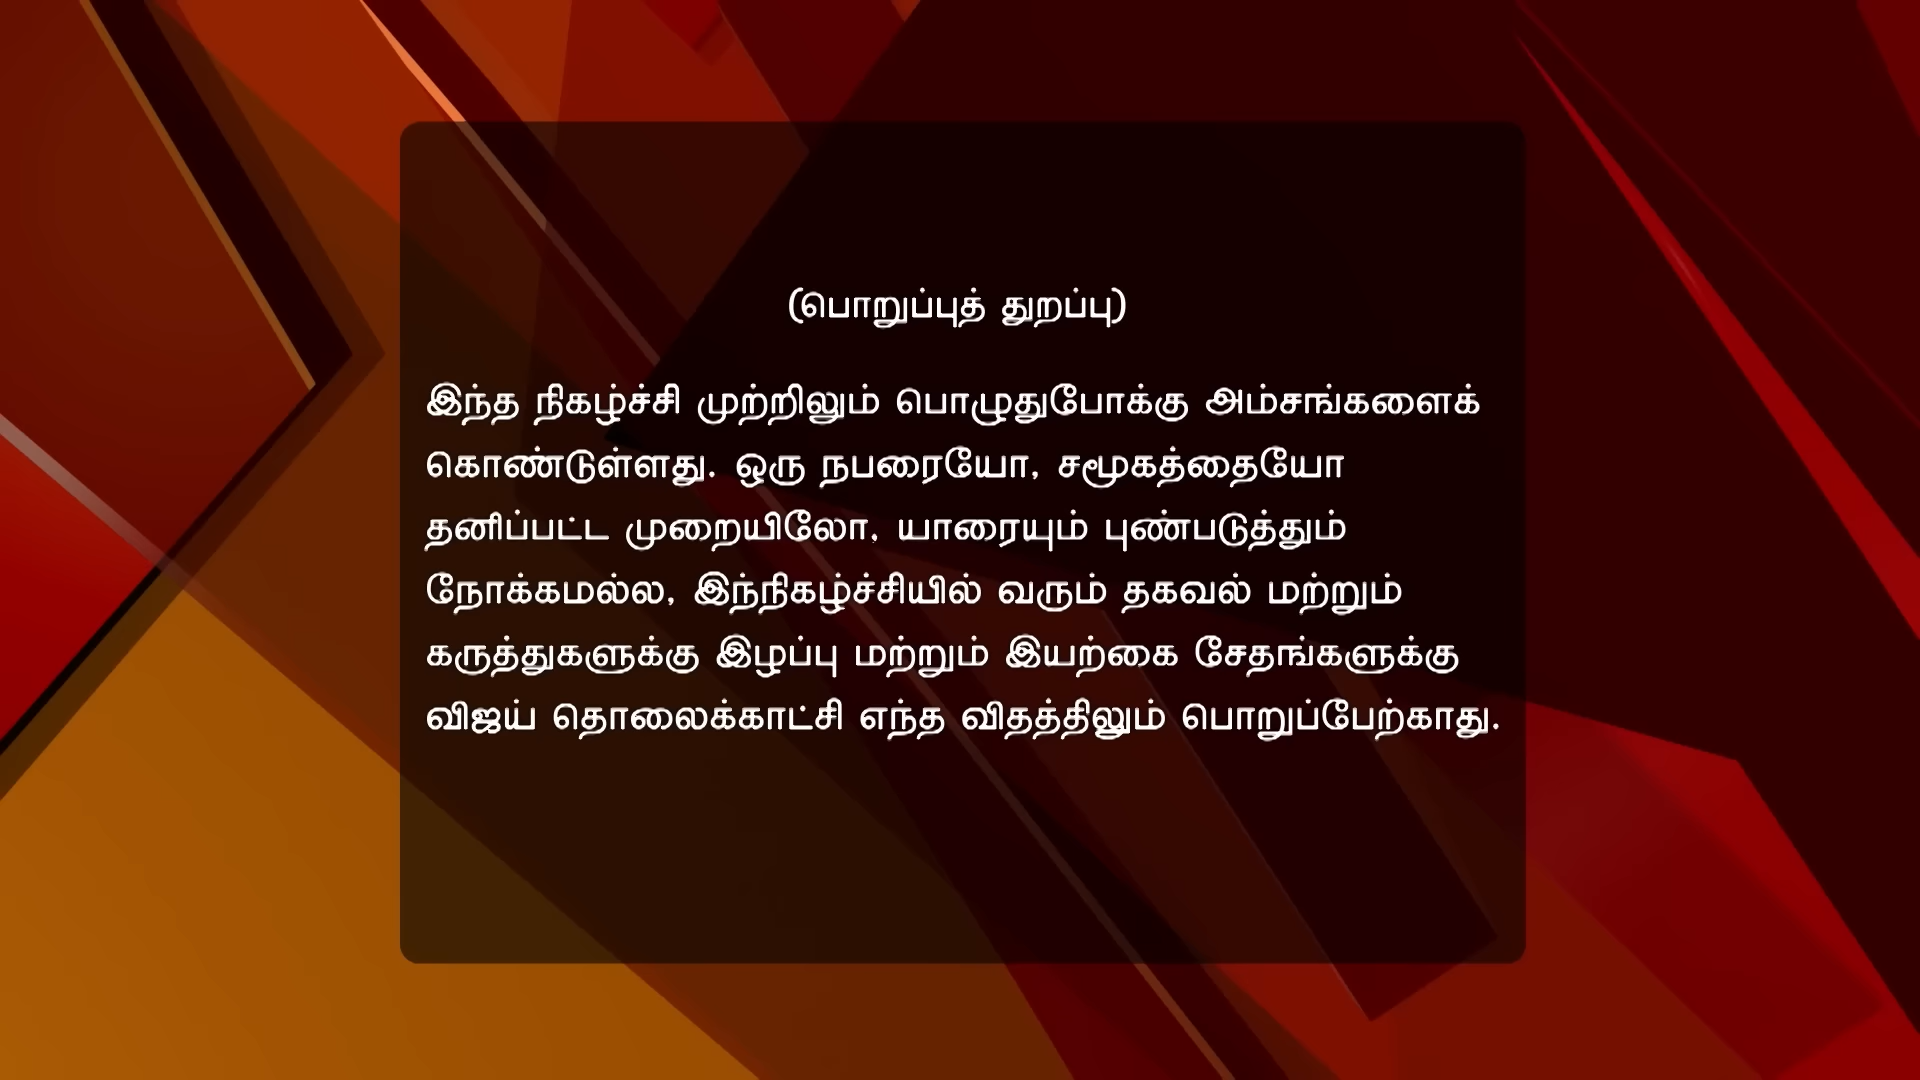 (பொறுப்புத் துறப்பு)
இந்த நிகழ்ச்சி முற்றிலும் பொழுதுபோக்கு அம்சங்களைக்
கொண்டுள்ளது. ஒரு நபரையோ, சமூகத்தையோ
தனிப்பட்ட முறையிலோ, யாரையும் புண்படுத்தும்
நோக்கமல்ல, இந்நிகழ்ச்சியில் வரும் தகவல் மற்றும்
கருத்துகளுக்கு இழப்பு மற்றும் இயற்கை சேதங்களுக்கு
விஜய் தொலைக்காட்சி எந்த விதத்திலும் பொறுப்பேற்காது.